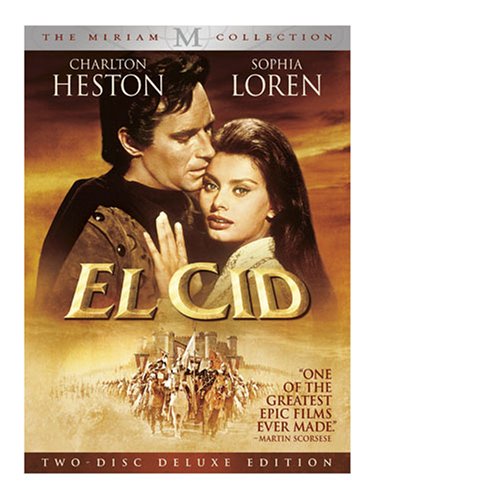 THE MIRIAM M COLLECTION
CHARLTON HESTON
SOPHIA LOREN
EL CID
"ONE
OF THE
GREATEST
EPIC FILMS
EVER MADE."
–MARTIN SCORSESE
TWO-DISC DELUXE EDITION